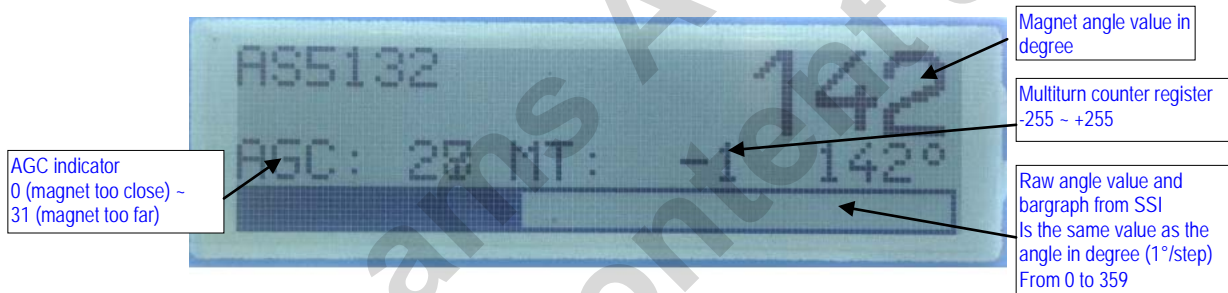 Magnet angle value in
degree
AS5132
142
Multiturn counter register
-255 ~ +255
AGC: MT: -1 142°
AGC indicator
0 (magnet too close) ~
31 (magnet too far)
Raw angle value and
bargraph from SSI
Is the same value as the
angle in degree (1°/step)
From 0 to 359
ams